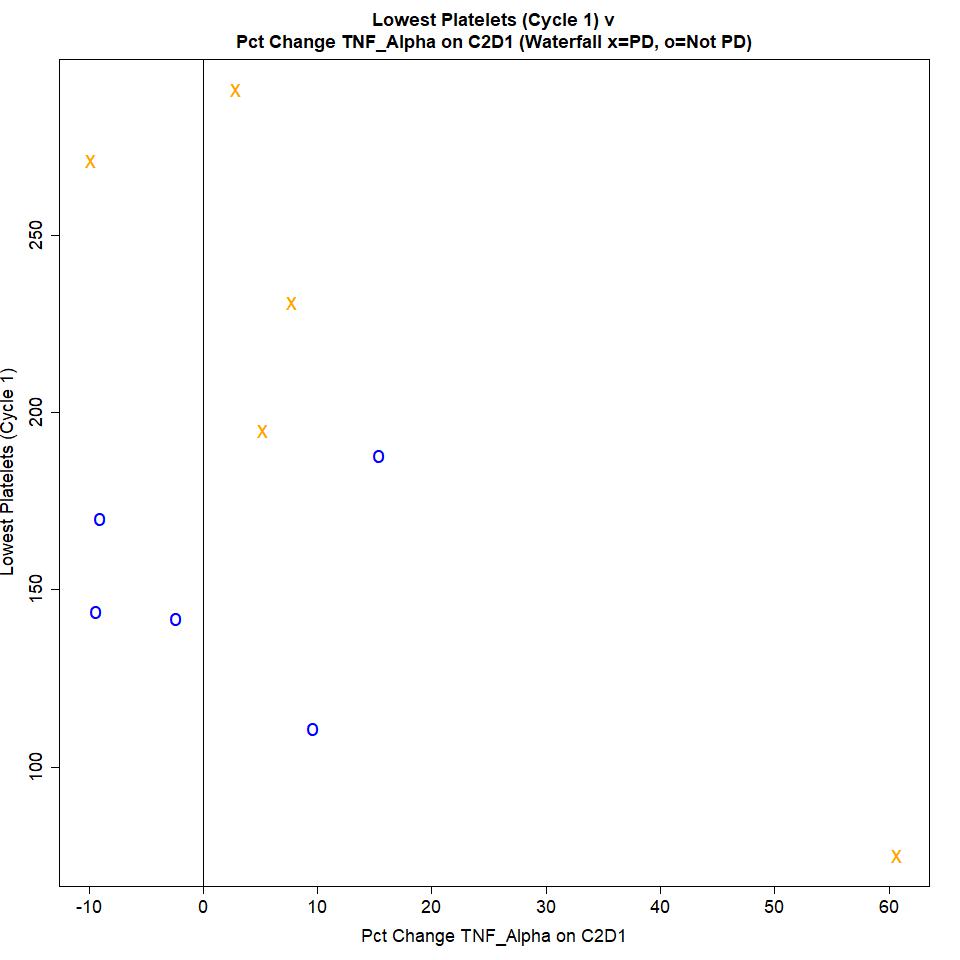 Lowest Platelets (Cycle 1) v
Pct Change TNF_Alpha on C2D1 (Waterfall x=PD, o=Not PD)
Lowest Platelets (Cycle 1)
250
200
150
100
x
x
x
x
o
o
o
o
o
x
-10 0 10 20 30 40 50 60
Pct Change TNF_Alpha on C2D1